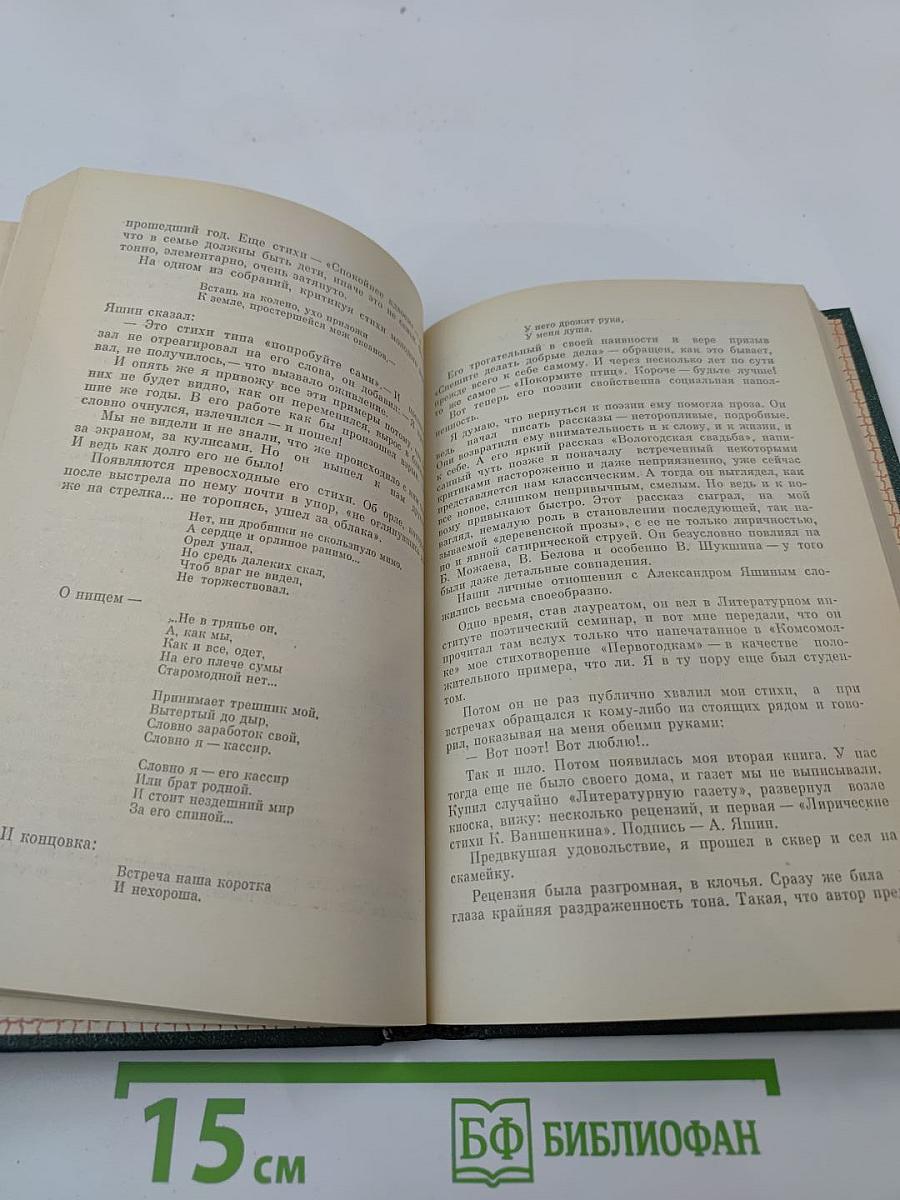 прошедший год. Еще стихи — «Спокойнее
что в семье должны быть дети, иначе это не семья,
тонно, элементарно, очень затянуто.
На одном из собраний, критикуя стихи
Встань на колено, ухо приложи
К земле, простершейся меж океанов...
Яшин сказал:
— Это стихи типа «попробуйте сами».— И
зал не отреагировал на его слова, он добавил: — Я
вал, не получилось,— что вызвало оживление.
И опять же я привожу все эти примеры потому,
них не будет видно, как он переменился, вырос в
шие же годы. В его работе как бы произошел взрыв,
словно очнулся, излечился — и пошел!
Мы не видели и не знали, что же происходило с ним
за экраном, за кулисами. Но он вышел к нам
И ведь как долго его не было!
Появляются превосходные его стихи. Об орле,
после выстрела по нему почти в упор, «не оглянувшись
же на стрелка... не торопясь, ушел за облака».
Нет, ни дробинки не скользнуло мимо,
А сердце и орлиное ранимо...
Орел упал,
Но средь далеких скал,
Чтоб враг не видел,
Не торжествовал.
О нищем —
...Не в тряпье он,
А, как мы,
Как и все, одет,
На его плече сумы
Старомодной нет...
Принимает трешник мой,
Вытертый до дыр,
Словно заработок свой,
Словно я — кассир.
Словно я — его кассир
Или брат родной.
И стоит нездешний мир
За его спиной...
И концовка:
Встреча наша коротка
И нехороша.
У него дрожит рука,
У меня душа.
Его трогательный в своей наивности и вере призыв
«Спешите делать добрые дела» — обращен, как это бывает,
прежде всего к себе самому. И через несколько лет по сути
то же самое — «Покормите птиц». Короче — будьте лучше!
Вот теперь его поэзии свойственна социальная напол-
ненность.
Я думаю, что вернуться к поэзии ему помогла проза. Он
ведь начал писать рассказы — неторопливые, подробные.
Они возвратили ему внимательность и к слову, и к жизни, и
к себе. А его яркий рассказ «Вологодская свадьба», напи-
санный чуть позже и поначалу встреченный некоторыми
критиками настороженно и даже неприязненно, уже сейчас
представляется нам классическим. А тогда он выглядел, как
все новое, слишком непривычным, смелым. Но ведь и к но-
вому привыкают быстро. Этот рассказ сыграл, на мой
взгляд, немалую роль в становлении последующей, так на-
зываемой «деревенской прозы», с ее не только лиричностью,
но и явной сатирической струей. Он безусловно повлиял на
Б. Можаева, В. Белова и особенно В. Шукшина — у того
были даже детальные совпадения.
Наши личные отношения с Александром Яшиным сло-
жились весьма своеобразно.
Одно время, став лауреатом, он вел в Литературном ин-
ституте поэтический семинар, и вот мне передали, что он
прочитал там вслух только что напечатанное в «Комсомол-
ке» мое стихотворение «Первогодкам» — в качестве поло-
жительного примера, что ли. Я в ту пору еще был студен-
том.
Потом он не раз публично хвалил мои стихи, а при
встречах обращался к кому-либо из стоящих рядом и гово-
рил, показывая на меня обеими руками:
— Вот поэт! Вот люблю!..
Так и шло. Потом появилась моя вторая книга. У нас
тогда еще не было своего дома, и газет мы не выписывали.
Купил случайно «Литературную газету», развернул возле
киоска, вижу: несколько рецензий, и первая — «Лирические
стихи К. Ваншенкина». Подпись — А. Яшин.
Предвкушая удовольствие, я прошел в сквер и сел на
скамейку.
Рецензия была разгромная, в клочья. Сразу же била
глаза крайняя раздраженность тона. Такая, что автор пре
15 см
БФ БИБЛИОФАН